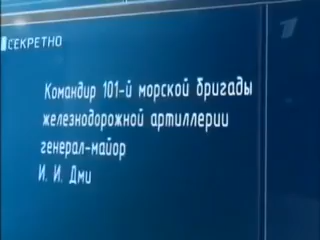 СЕКРЕТНО
Командир 101-й морской бригады
железнодорожной артиллерии
генерал-майор
И. И. Дми